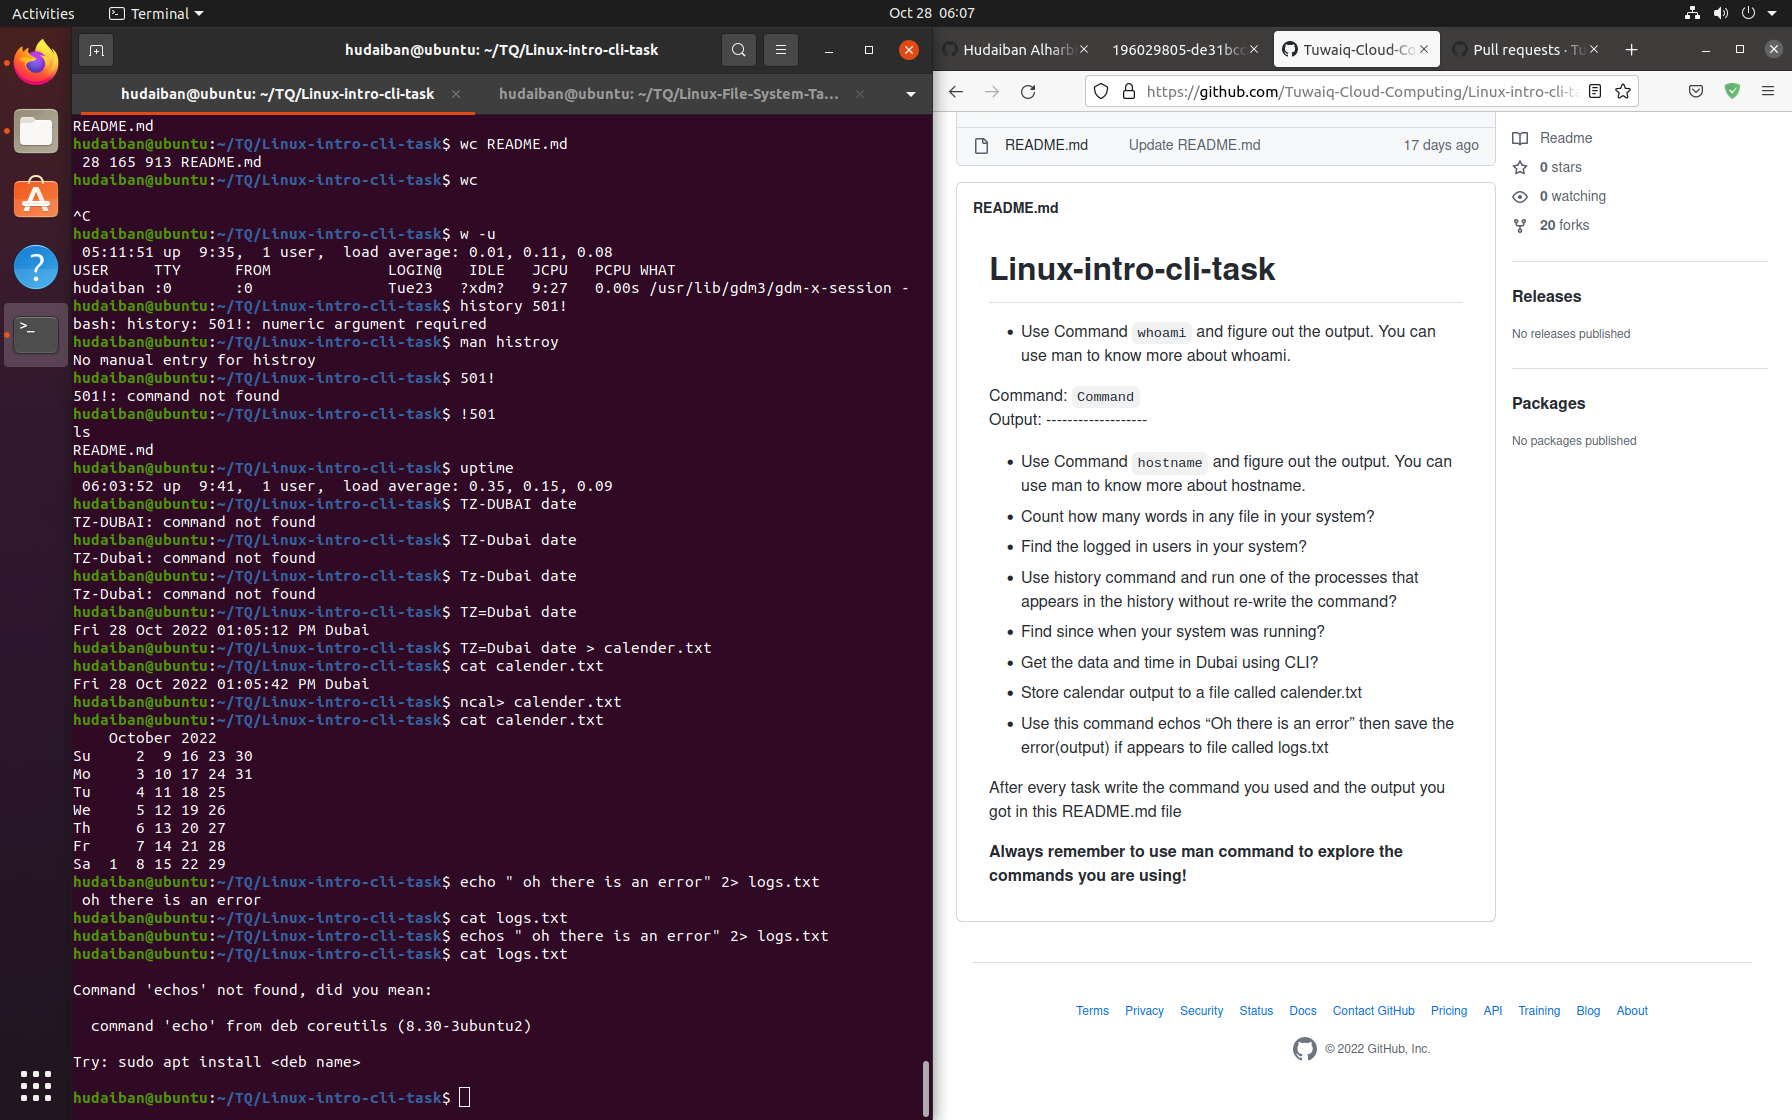 Activities
Terminal
Oct 28 06:07
hudaiban@ubuntu: ~/TQ/Linux-intro-cli-task
hudaiban@ubuntu: ~/TQ/Linux-intro-cli-task
hudaiban@ubuntu: ~/TQ/Linux-File-System-Ta...
README.md
hudaiban@ubuntu:~/TQ/Linux-intro-cli-task$ wc README.md
28 165 913 README.md
hudaiban@ubuntu:~/TQ/Linux-intro-cli-task$ wc
^C
hudaiban@ubuntu:~/TQ/Linux-intro-cli-task$ w -u
05:11:51 up  9:35,  1 user,  load average: 0.01, 0.11, 0.08
USER     TTY      FROM             LOGIN@   IDLE   JCPU   PCPU WHAT
hudaiban :0       :0               Tue23   ?xdm?   9:27   0.00s /usr/lib/gdm3/gdm-x-session -
hudaiban@ubuntu:~/TQ/Linux-intro-cli-task$ history 501!
bash: history: 501!: numeric argument required
hudaiban@ubuntu:~/TQ/Linux-intro-cli-task$ man histroy
No manual entry for histroy
hudaiban@ubuntu:~/TQ/Linux-intro-cli-task$ 501!
501!: command not found
hudaiban@ubuntu:~/TQ/Linux-intro-cli-task$ !501
ls
README.md
hudaiban@ubuntu:~/TQ/Linux-intro-cli-task$ uptime
06:03:52 up  9:41,  1 user,  load average: 0.35, 0.15, 0.09
hudaiban@ubuntu:~/TQ/Linux-intro-cli-task$ TZ-DUBAI date
TZ-DUBAI: command not found
hudaiban@ubuntu:~/TQ/Linux-intro-cli-task$ TZ-Dubai date
TZ-Dubai: command not found
hudaiban@ubuntu:~/TQ/Linux-intro-cli-task$ Tz-Dubai date
Tz-Dubai: command not found
hudaiban@ubuntu:~/TQ/Linux-intro-cli-task$ TZ=Dubai date
Fri 28 Oct 2022 01:05:12 PM Dubai
hudaiban@ubuntu:~/TQ/Linux-intro-cli-task$ TZ=Dubai date > calender.txt
hudaiban@ubuntu:~/TQ/Linux-intro-cli-task$ cat calender.txt
Fri 28 Oct 2022 01:05:42 PM Dubai
hudaiban@ubuntu:~/TQ/Linux-intro-cli-task$ ncal> calender.txt
hudaiban@ubuntu:~/TQ/Linux-intro-cli-task$ cat calender.txt
    October 2022
Su     2  9 16 23 30
Mo     3 10 17 24 31
Tu     4 11 18 25
We     5 12 19 26
Th     6 13 20 27
Fr     7 14 21 28
Sa  1  8 15 22 29
hudaiban@ubuntu:~/TQ/Linux-intro-cli-task$ echo " oh there is an error" 2> logs.txt
 oh there is an error
hudaiban@ubuntu:~/TQ/Linux-intro-cli-task$ cat logs.txt
hudaiban@ubuntu:~/TQ/Linux-intro-cli-task$ echos " oh there is an error" 2> logs.txt
hudaiban@ubuntu:~/TQ/Linux-intro-cli-task$ cat logs.txt
Command 'echos' not found, did you mean:
  command 'echo' from deb coreutils (8.30-3ubuntu2)
Try: sudo apt install <deb name>
hudaiban@ubuntu:~/TQ/Linux-intro-cli-task$
Hudaiban Alharb
196029805-de31bcc
Tuwaiq-Cloud-Co
Pull requests · Tu
https://github.com/Tuwaiq-Cloud-Computing/Linux-intro-cli-ta
README.md
Update README.md
17 days ago
README.md
Linux-intro-cli-task
• Use Command whoami and figure out the output. You can
use man to know more about whoami.
Command: Command
Output: -------------------
• Use Command hostname and figure out the output. You can
use man to know more about hostname.
• Count how many words in any file in your system?
• Find the logged in users in your system?
• Use history command and run one of the processes that
appears in the history without re-write the command?
• Find since when your system was running?
• Get the data and time in Dubai using CLI?
• Store calendar output to a file called calender.txt
• Use this command echos “Oh there is an error” then save the
error(output) if appears to file called logs.txt
After every task write the command you used and the output you
got in this README.md file
Always remember to use man command to explore the
commands you are using!
Readme
0 stars
0 watching
20 forks
Releases
No releases published
Packages
No packages published
Terms Privacy Security Status Docs Contact GitHub Pricing API Training Blog About
© 2022 GitHub, Inc.